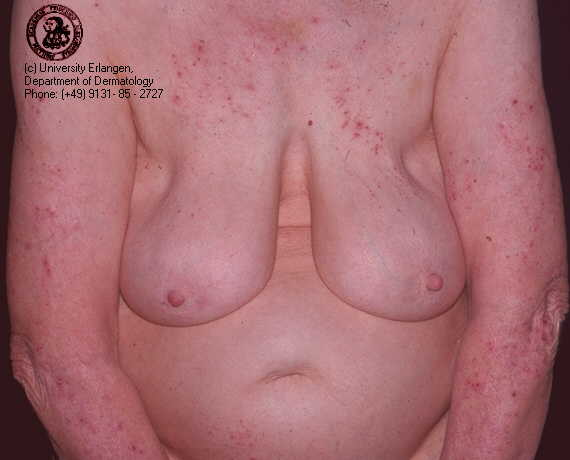 (c) University Erlangen,
Department of Dermatology
Phone: (+49) 9131- 85 - 2727